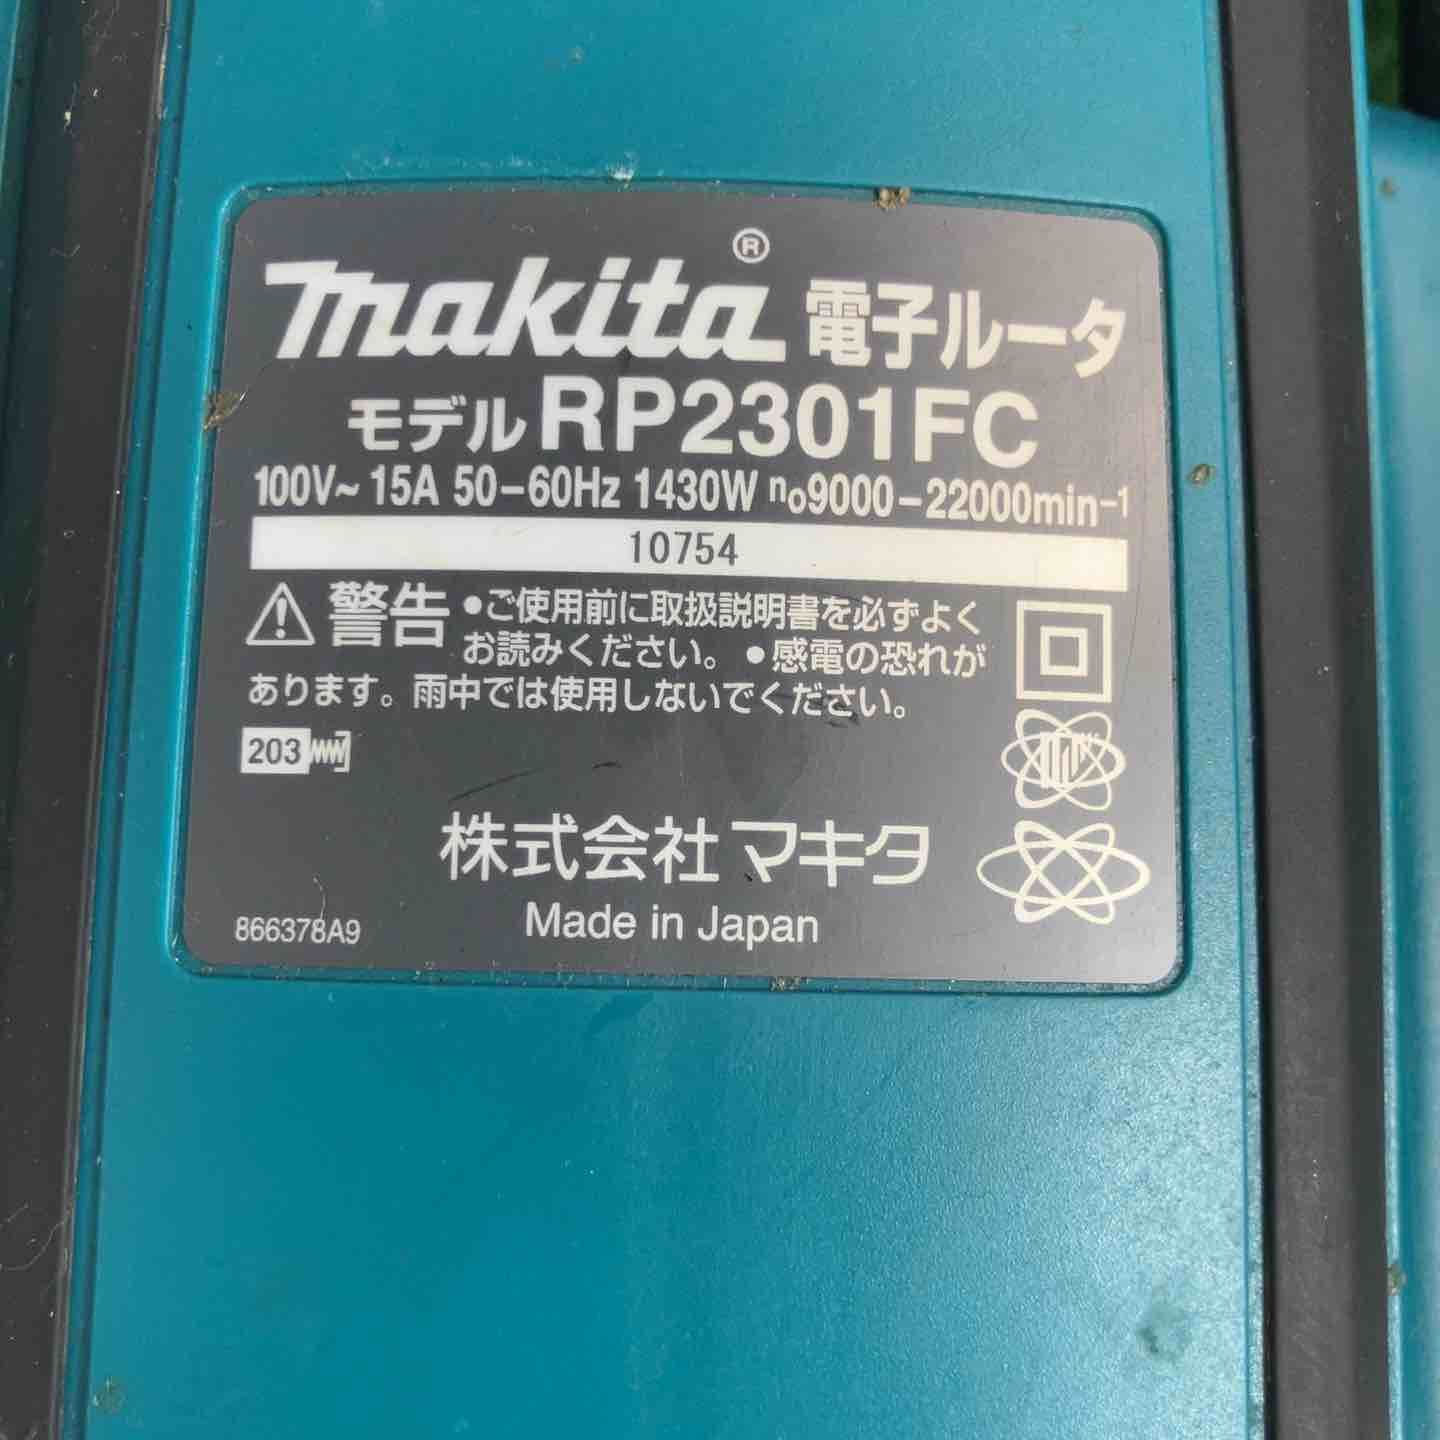 makita® 電子ルータ
モデル RP2301FC
100V~ 15A 50-60Hz 1430W n₀9000-22000min⁻¹
10754
警告 •ご使用前に取扱説明書を必ずよく
お読みください。 •感電の恐れが
あります。雨中では使用しないでください。
203
株式会社マキタ
Made in Japan
866378A9